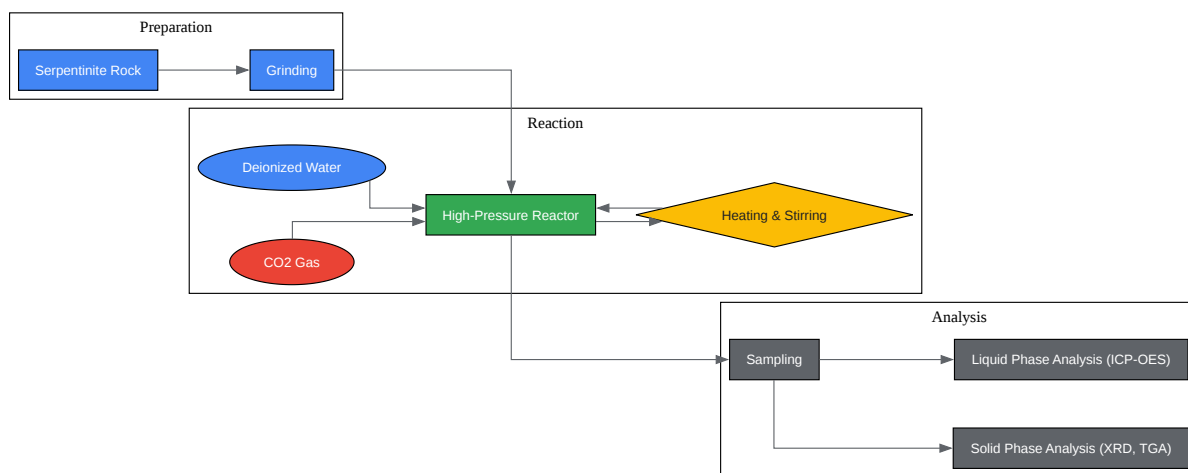 Preparation
Serpentinite Rock
Grinding
Reaction
Deionized Water
High-Pressure Reactor
Heating & Stirring
CO2 Gas
Analysis
Sampling
Liquid Phase Analysis (ICP-OES)
Solid Phase Analysis (XRD, TGA)